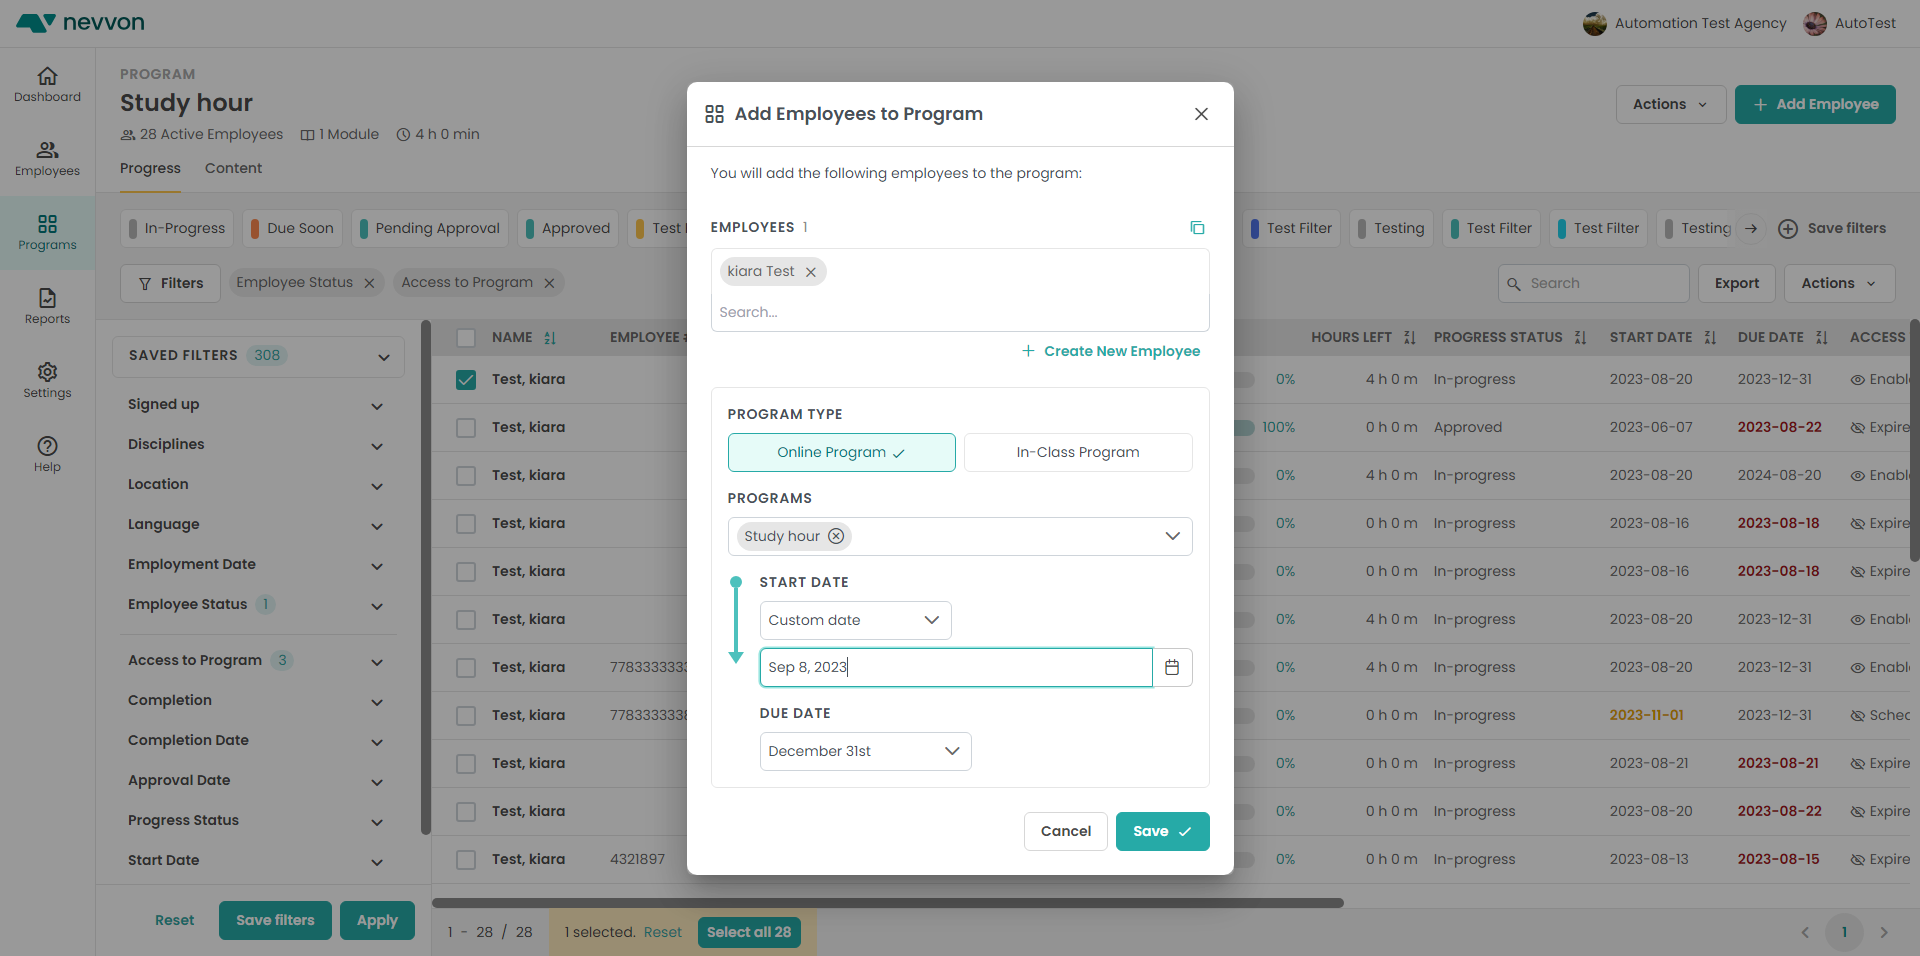 nevvon
Automation Test Agency
AutoTest
Dashboard
Employees
Programs
Reports
Settings
Help
PROGRAM
Study hour
28 Active Employees 1 Module 4 h 0 min
Progress Content
Actions
Add Employee
In-Progress Due Soon Pending Approval Approved Test Test Filter Testing Test Filter Test Filter Testing Save filters
Filters Employee Status Access to Program Search Export Actions
SAVED FILTERS 308
Signed up
Disciplines
Location
Language
Employment Date
Employee Status 1
Access to Program 3
Completion
Completion Date
Approval Date
Progress Status
Start Date
Reset Save filters Apply
NAME EMPLOYEE HOURS LEFT PROGRESS STATUS START DATE DUE DATE ACCESS
Test, kiara 0% 4 h 0 m In-progress 2023-08-20 2023-12-31 Enabl
Test, kiara 100% 0 h 0 m Approved 2023-06-07 2023-08-22 Expire
Test, kiara 0% 4 h 0 m In-progress 2023-08-20 2024-08-20 Enabl
Test, kiara 0% 0 h 0 m In-progress 2023-08-16 2023-08-18 Expire
Test, kiara 0% 0 h 0 m In-progress 2023-08-16 2023-08-18 Expire
Test, kiara 0% 4 h 0 m In-progress 2023-08-20 2023-12-31 Enabl
Test, kiara 0% 4 h 0 m In-progress 2023-08-20 2023-12-31 Enabl
Test, kiara 0% 0 h 0 m In-progress 2023-11-01 2023-12-31 Sched
Test, kiara 0% 0 h 0 m In-progress 2023-08-21 2023-08-21 Expire
Test, kiara 0% 0 h 0 m In-progress 2023-08-20 2023-08-22 Expire
Test, kiara 4321897 0% 0 h 0 m In-progress 2023-08-13 2023-08-15 Expire
1 - 28 / 28 1 selected. Reset Select all 28 1
Add Employees to Program
You will add the following employees to the program:
EMPLOYEES 1
kiara Test
Search...
Create New Employee
PROGRAM TYPE
Online Program In-Class Program
PROGRAMS
Study hour
START DATE
Custom date
Sep 8, 2023
DUE DATE
December 31st
Cancel Save